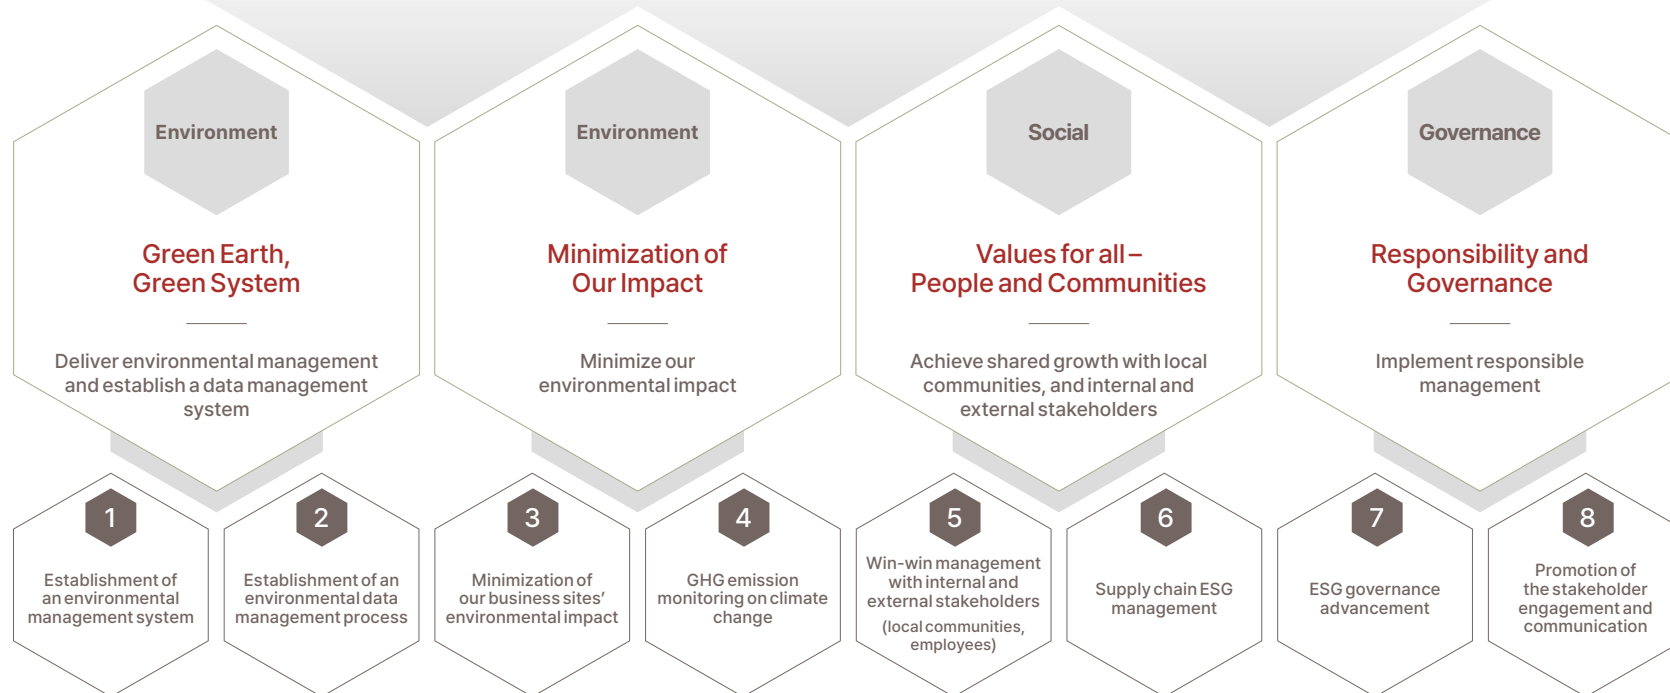 Environment
Green Earth,
Green System
Deliver environmental management
and establish a data management
system
Environment
Minimization of
Our Impact
Minimize our
environmental impact
Social
Values for all –
People and Communities
Achieve shared growth with local
communities, and internal and
external stakeholders
Governance
Responsibility and
Governance
Implement responsible
management
1
Establishment of
an environmental
management system
2
Establishment of an
environmental data
management process
3
Minimization of
our business sites’
environmental impact
4
GHG emission
monitoring on climate
change
5
Win-win management
with internal and
external stakeholders
(local communities,
employees)
6
Supply chain ESG
management
7
ESG governance
advancement
8
Promotion of
the stakeholder
engagement and
communication